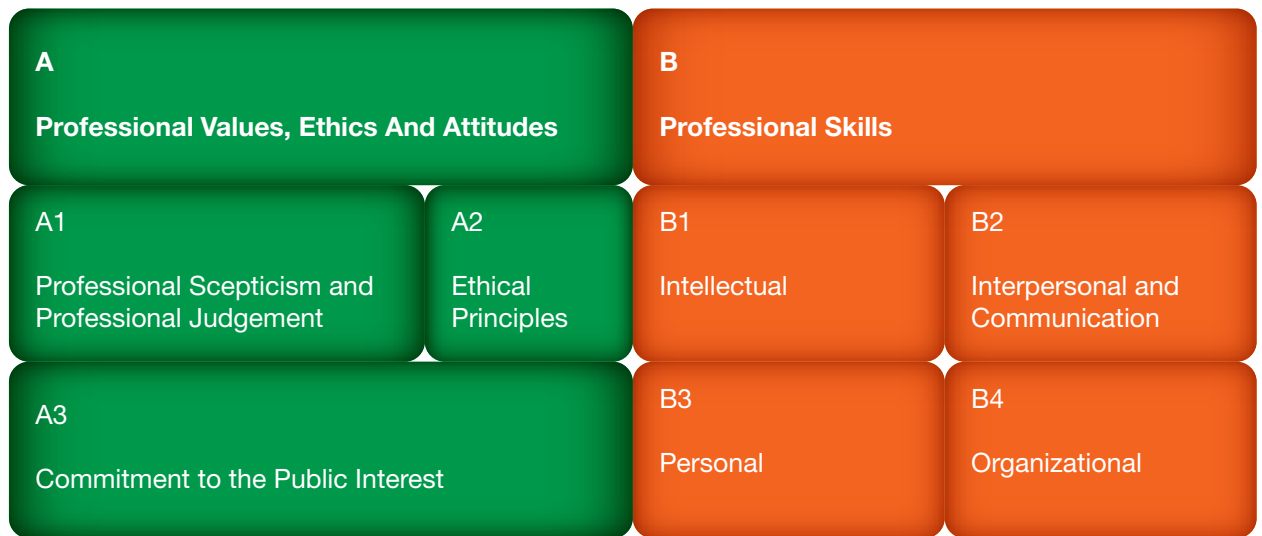 A
Professional Values, Ethics And Attitudes
B
Professional Skills
A1
Professional Scepticism and
Professional Judgement
A2
Ethical
Principles
B1
Intellectual
B2
Interpersonal and
Communication
A3
Commitment to the Public Interest
B3
Personal
B4
Organizational